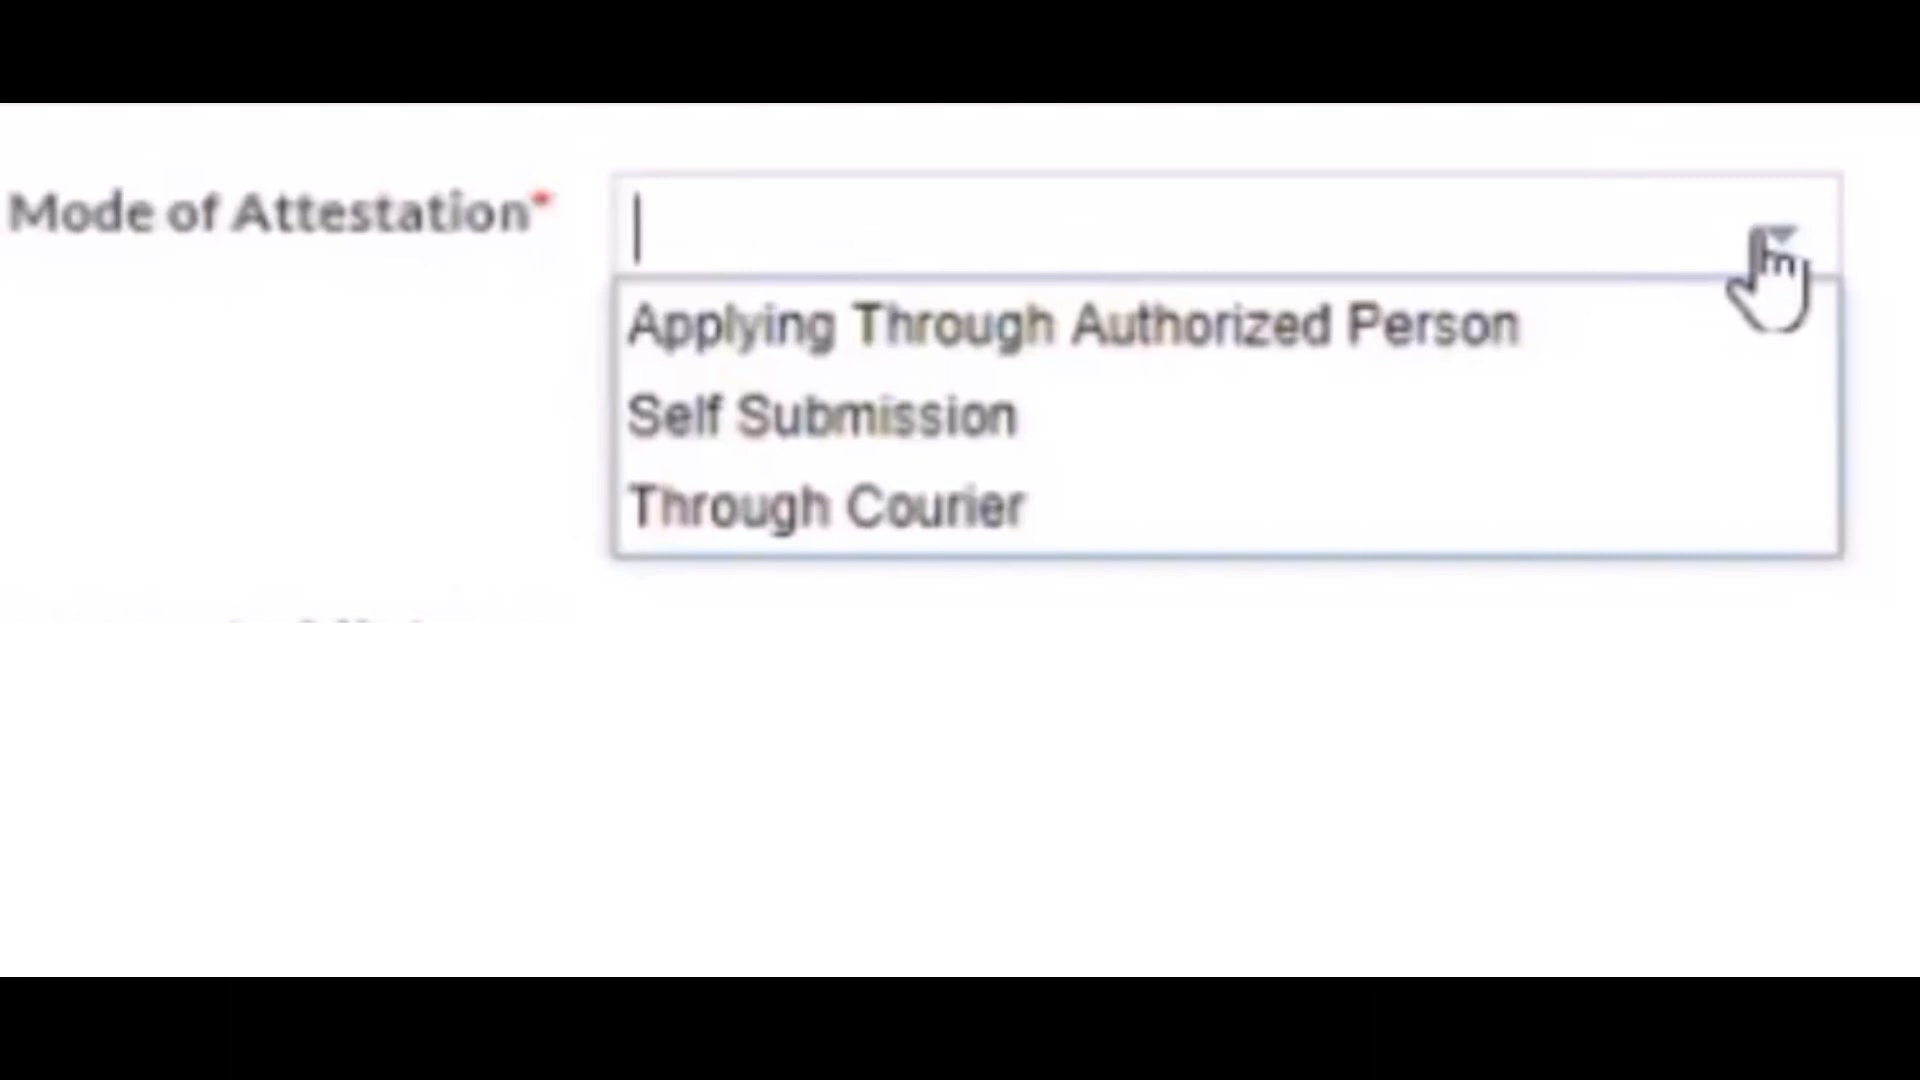 Mode of Attestation*
Applying Through Authorized Person
Self Submission
Through Courier